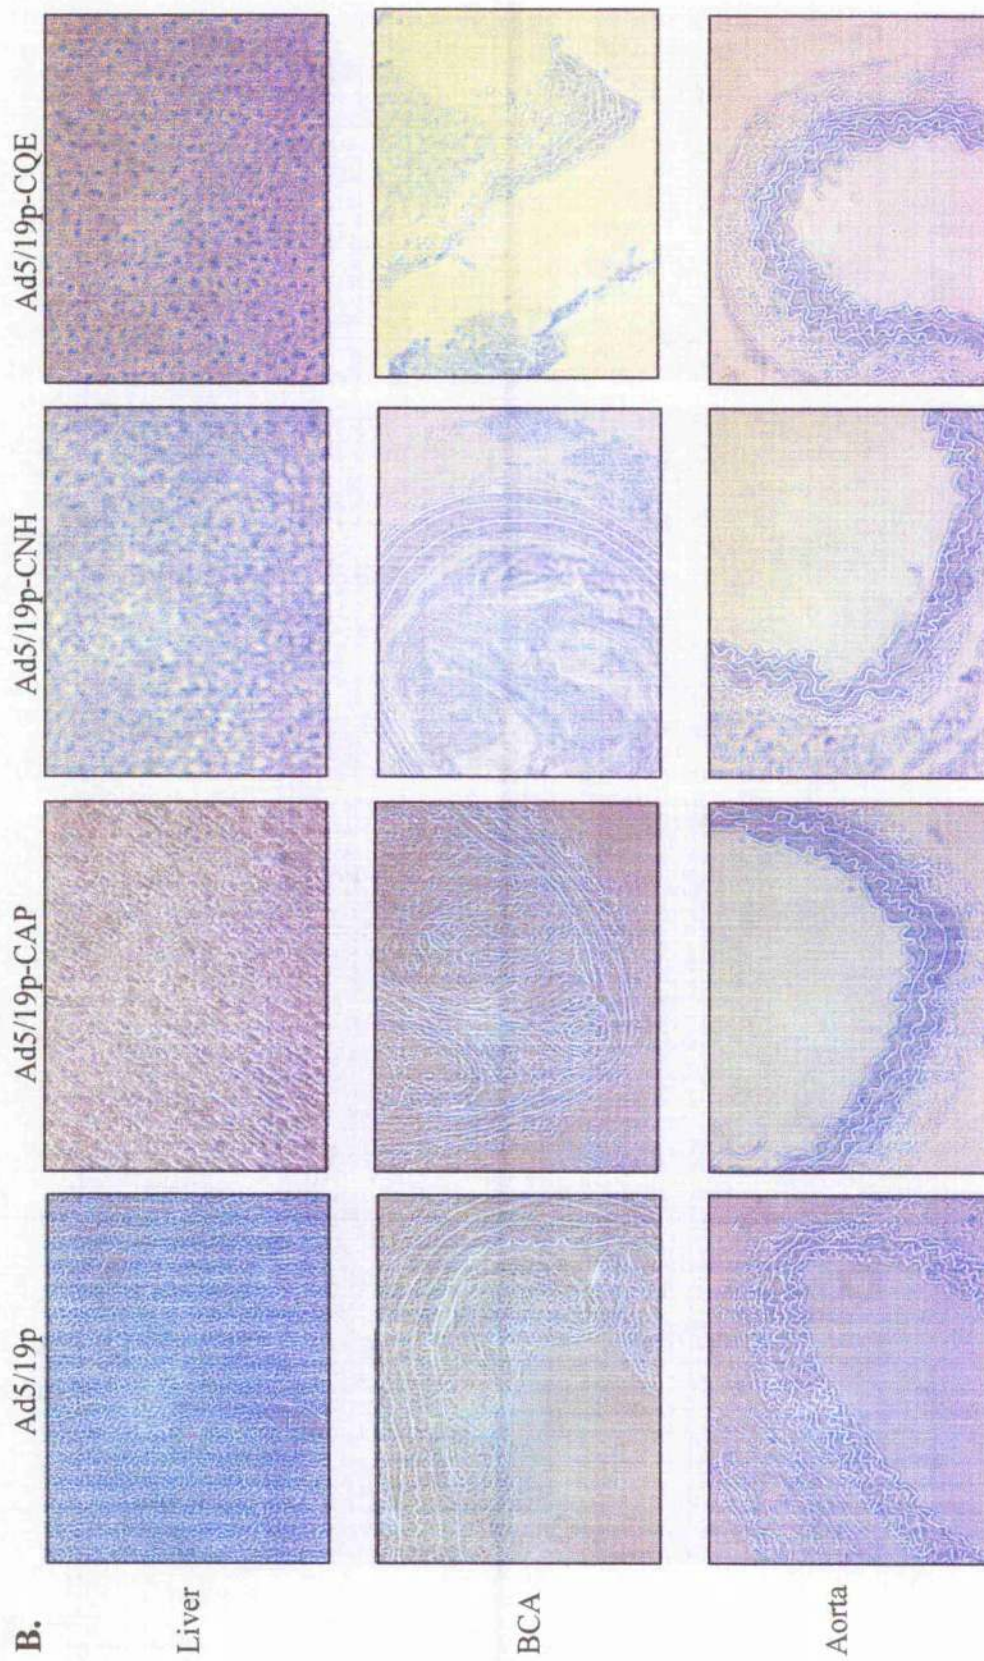 B.
Ad5/19p
Ad5/19p-CAP
Ad5/19p-CNH
Ad5/19p-CQE
Liver
BCA
Aorta